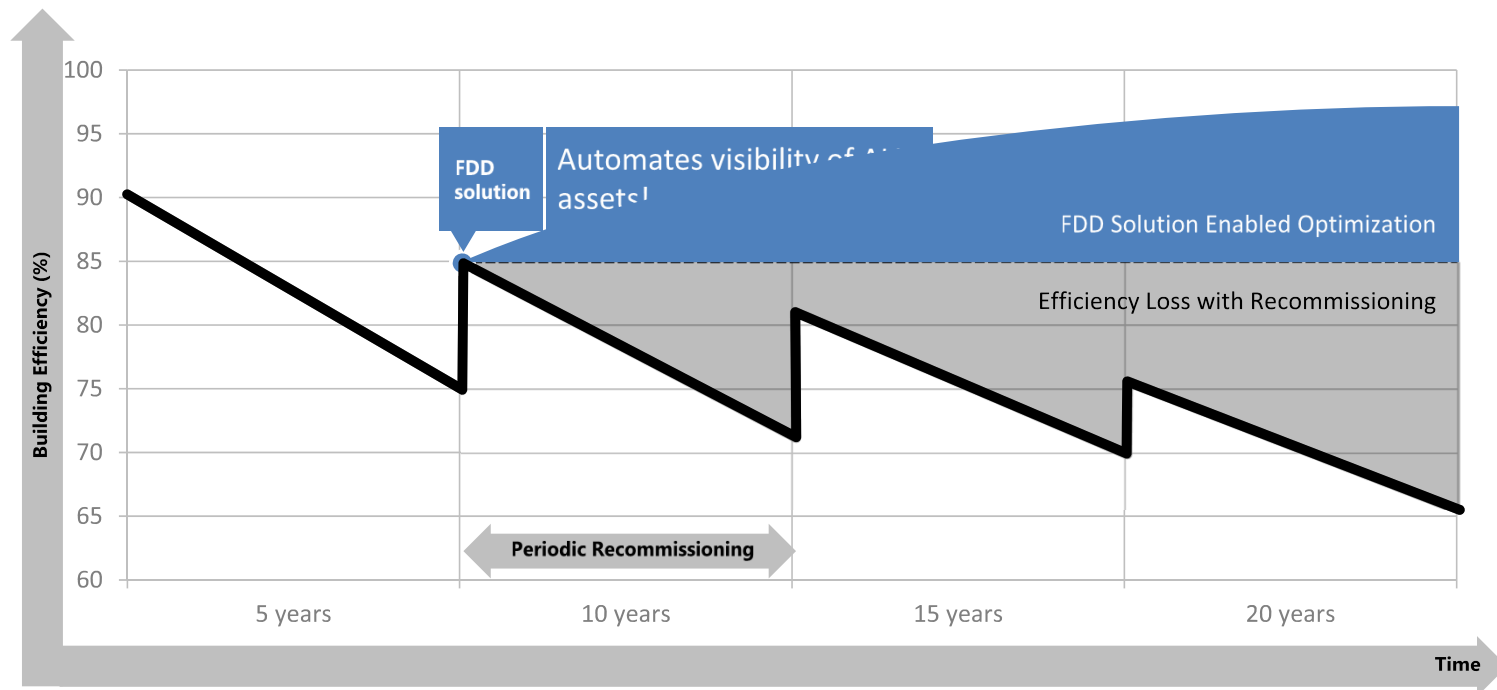 100
95
90
85
80
75
70
65
60
Building Efficiency (%)
FDD
solution
Automates visibility of
assets!
FDD Solution Enabled Optimization
Efficiency Loss with Recommissioning
Periodic Recommissioning
5 years
10 years
15 years
20 years
Time